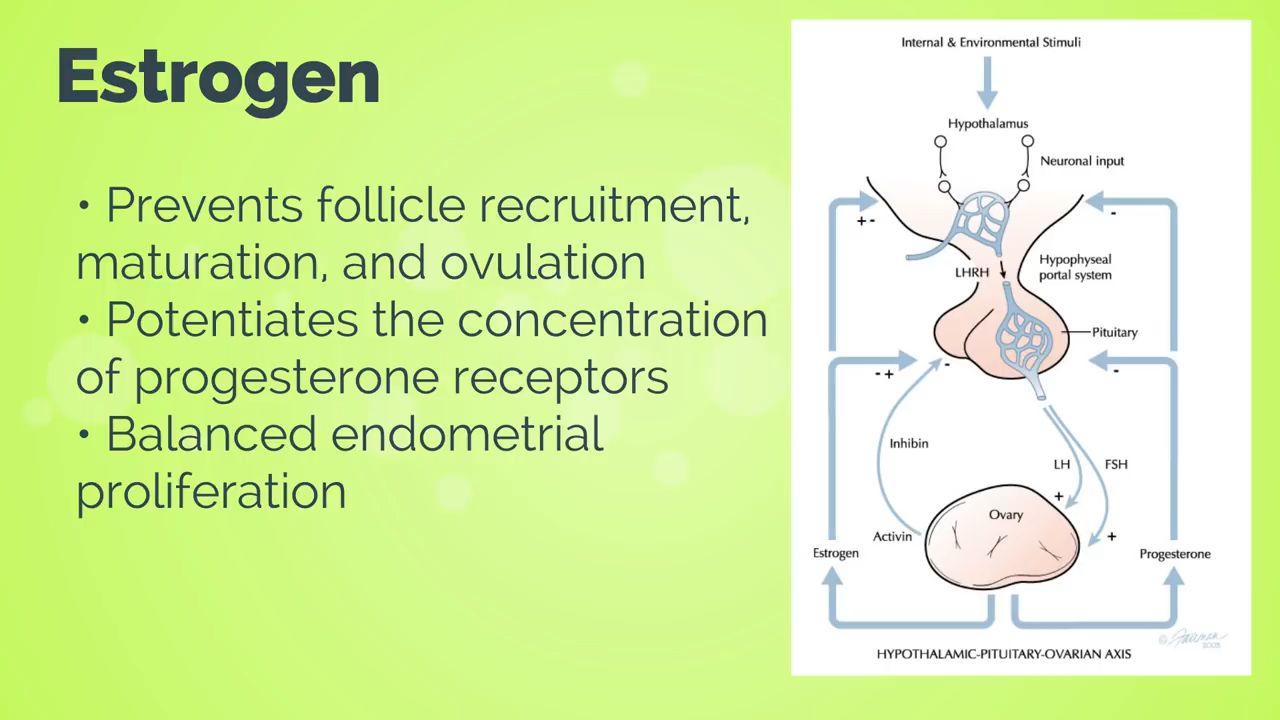 Estrogen
• Prevents follicle recruitment,
maturation, and ovulation
• Potentiates the concentration
of progesterone receptors
• Balanced endometrial
proliferation
Internal & Environmental Stimuli
Hypothalamus
Neuronal input
+ -
-
Hypophyseal
portal system
LHRH
Pituitary
- +
-
-
Inhibin
LH
FSH
+
Ovary
Activin
+
Estrogen
Progesterone
©
2005
HYPOTHALAMIC-PITUITARY-OVARIAN AXIS